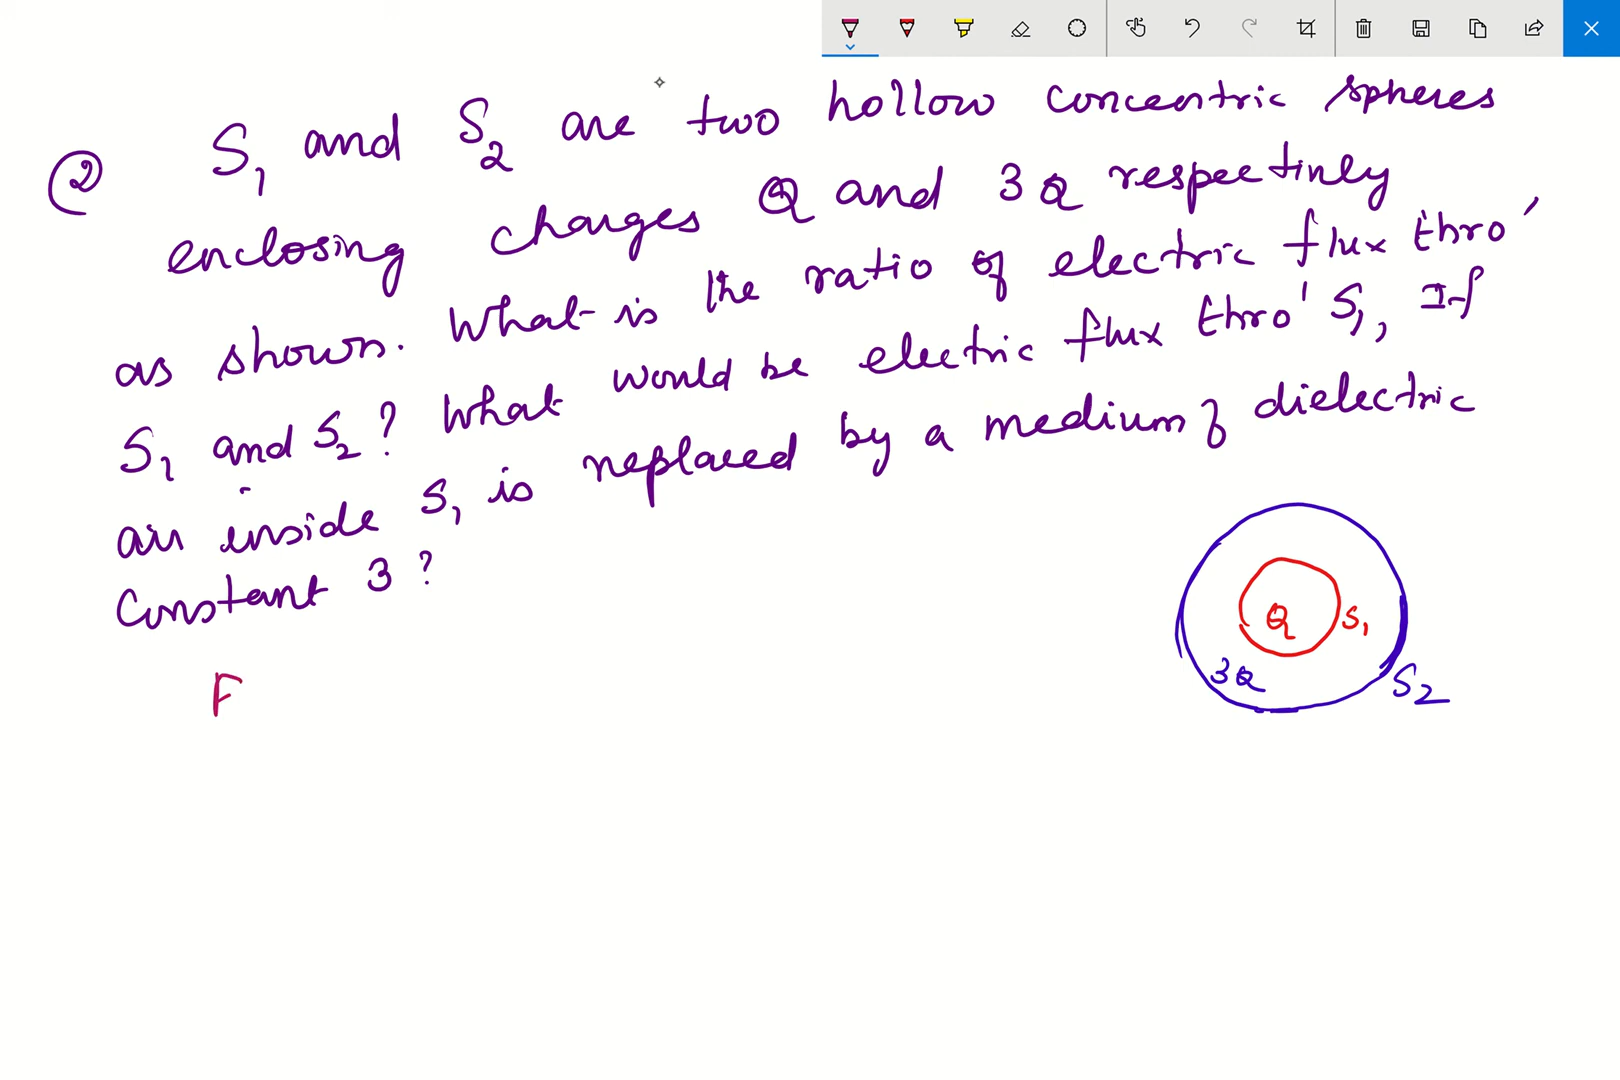 ② S₁ and S₂ are two hollow concentric spheres
enclosing charges Q and 3Q respectively
as shown. What is the ratio of electric flux thro'
S₁ and S₂? What would be electric flux thro' S₁, If
air inside S₁ is replaced by a medium of dielectric
Constant 3?
Q S₁
3Q S₂
F